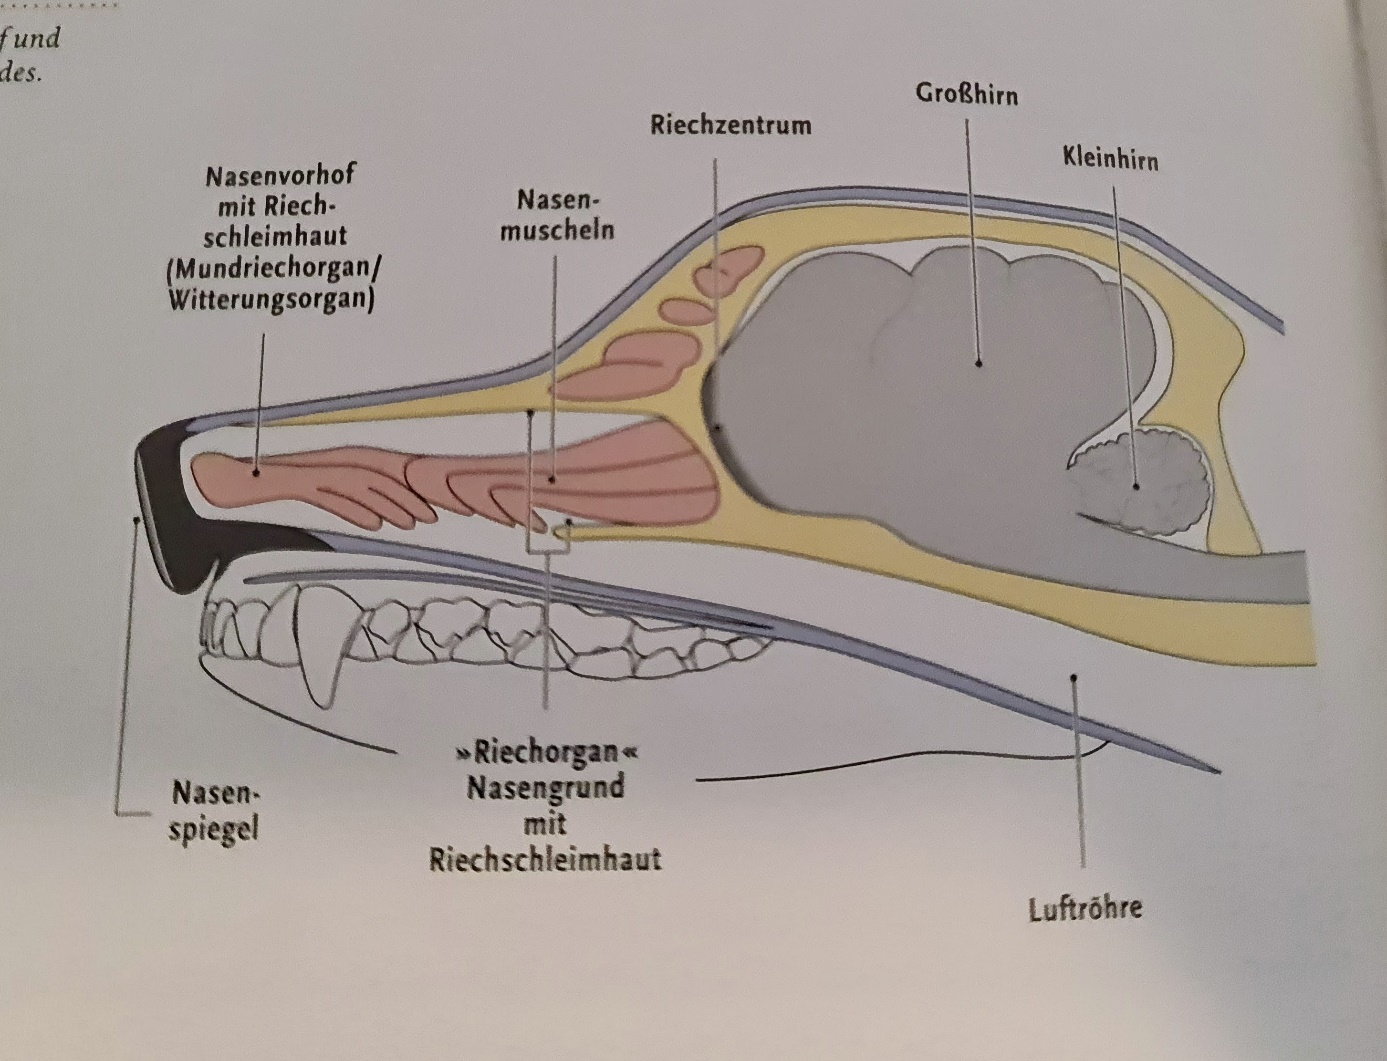 f und
des.
Großhirn
Riechzentrum
Kleinhirn
Nasenvorhof
mit Riech-
schleimhaut
(Mundriechorgan/
Witterungsorgan)
Nasen-
muscheln
»Riechorgan«
Nasengrund
mit
Riechschleimhaut
Nasen-
spiegel
Luftröhre